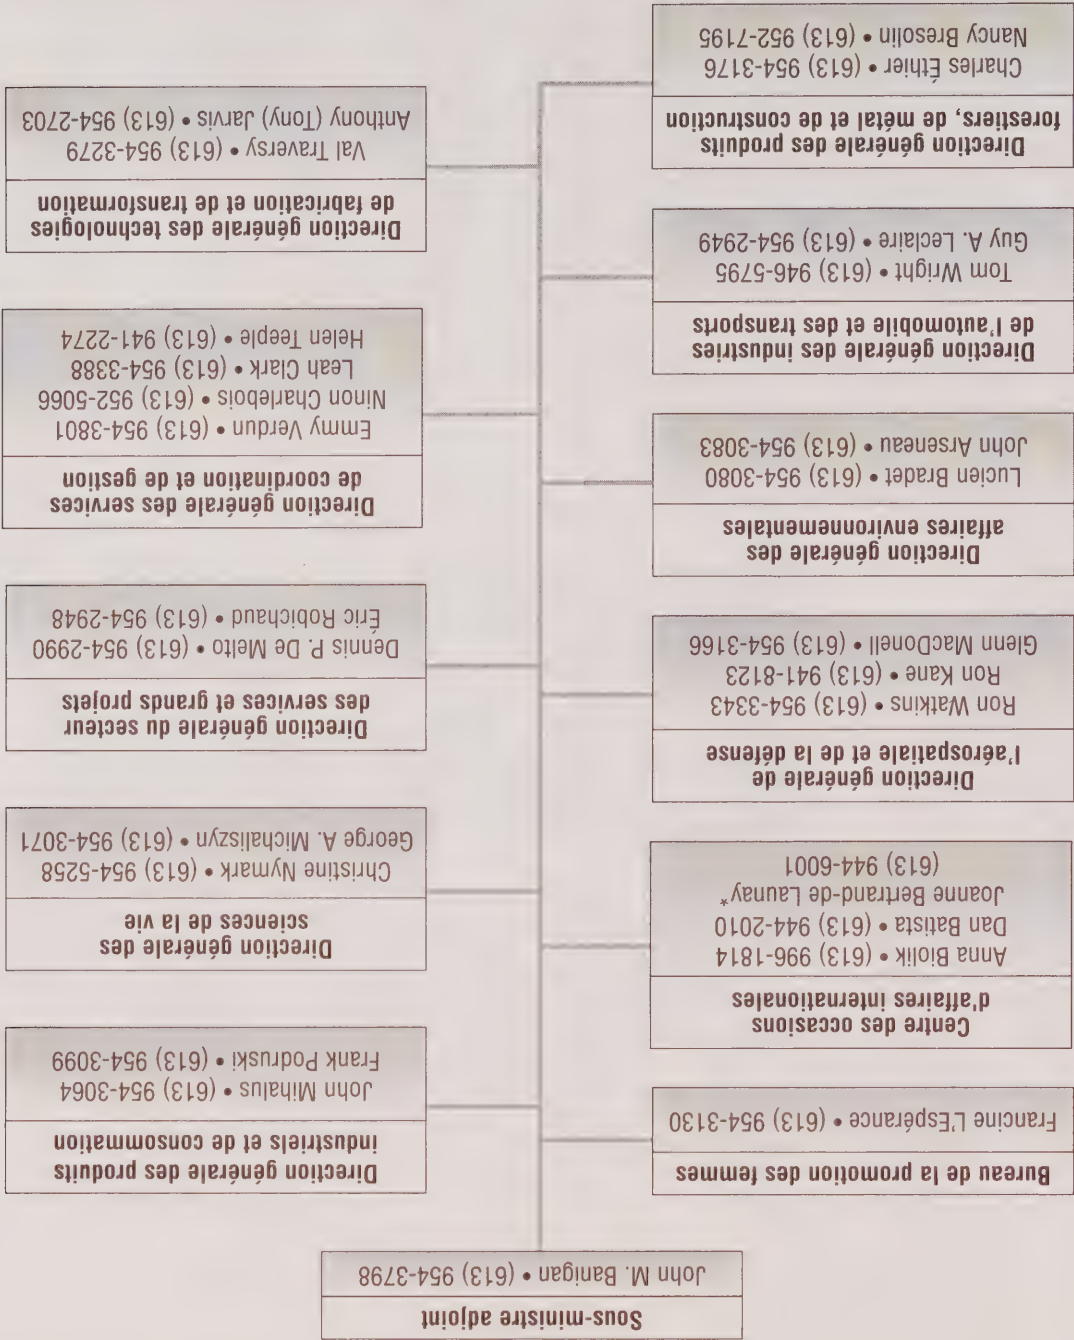 Sous-ministre adjoint
John M. Banigan • (613) 954-3798
Bureau de la promotion des femmes
Francine L'Espérance • (613) 954-3130
Centre des occasions
d'affaires internationales
Anna Biolik • (613) 996-1814
Dan Batista • (613) 944-2010
Joanne Bertrand-de Launay*
(613) 944-6001
Direction générale de
l'aérospatiale et de la défense
Ron Watkins • (613) 954-3343
Ron Kane • (613) 941-8123
Glenn MacDonell • (613) 954-3166
Direction générale des
affaires environnementales
Lucien Bradet • (613) 954-3080
John Arseneau • (613) 954-3083
Direction générale des industries
de l'automobile et des transports
Tom Wright • (613) 946-5795
Guy A. Leclaire • (613) 954-2949
Direction générale des produits
forestiers, de métal et de construction
Charles Éthier • (613) 954-3176
Nancy Bresolin • (613) 952-7195
Direction générale des produits
industriels et de consommation
John Mihalus • (613) 954-3064
Frank Podruski • (613) 954-3099
Direction générale des
sciences de la vie
Christine Nymark • (613) 954-5258
George A. Michaliszyn • (613) 954-3071
Direction générale du secteur
des services et grands projets
Dennis P. De Melto • (613) 954-2990
Éric Robichaud • (613) 954-2948
Direction générale des services
de coordination et de gestion
Emmy Verdun • (613) 954-3801
Ninon Charlebois • (613) 952-5066
Leah Clark • (613) 954-3388
Helen Teeple • (613) 941-2274
Direction générale des technologies
de fabrication et de transformation
Val Traversy • (613) 954-3279
Anthony (Tony) Jarvis • (613) 954-2703